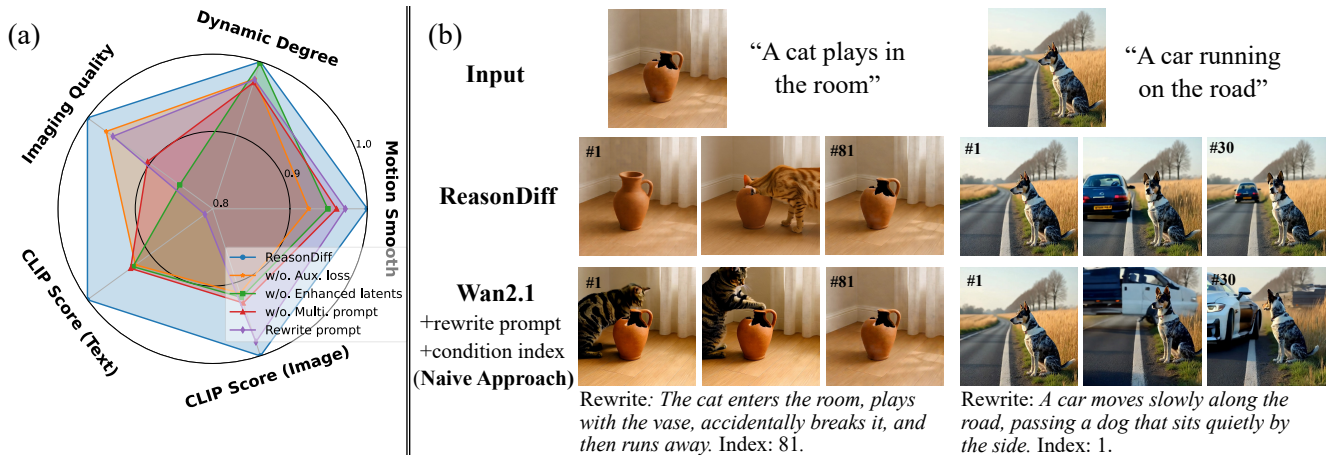 (a)
Dynamic Degree
Imaging Quality
1.0
0.9
0.8
Motion Smooth
CLIP Score (Text)
CLIP Score (Image)
ReasonDiff
w/o. Aux. loss
w/o. Enhanced latents
w/o. Multi. prompt
Rewrite prompt
(b)
Input
“A cat plays in
the room”
“A car running
on the road”
ReasonDiff
#1
#81
#1
#30
Wan2.1
+rewrite prompt
+condition index
(Naive Approach)
#1
#81
#1
#30
Rewrite: The cat enters the room, plays
with the vase, accidentally breaks it, and
then runs away. Index: 81.
Rewrite: A car moves slowly along the
road, passing a dog that sits quietly by
the side. Index: 1.